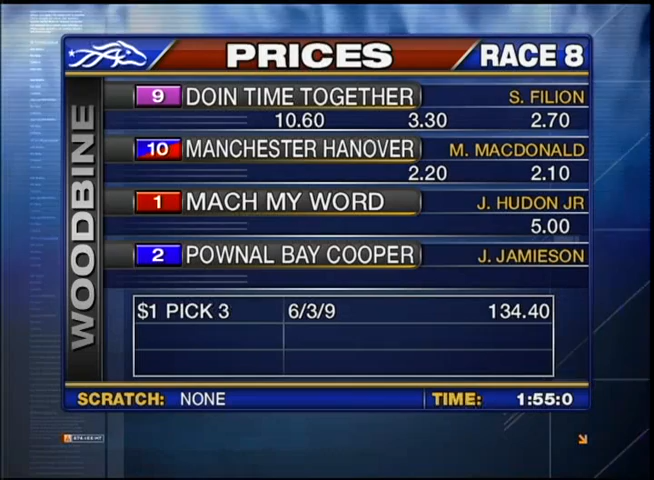 PRICES RACE 8
WOODBINE
9 DOIN TIME TOGETHER S. FILION
10.60 3.30 2.70
10 MANCHESTER HANOVER M. MACDONALD
2.20 2.10
1 MACH MY WORD J. HUDON JR
5.00
2 POWNAL BAY COOPER J. JAMIESON
$1 PICK 3 6/3/9 134.40
SCRATCH: NONE TIME: 1:55:0